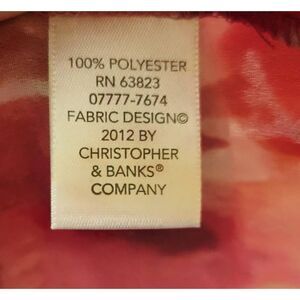 100% POLYESTER
RN 63823
07777-7674
FABRIC DESIGN©
2012 BY
CHRISTOPHER
& BANKS®
COMPANY